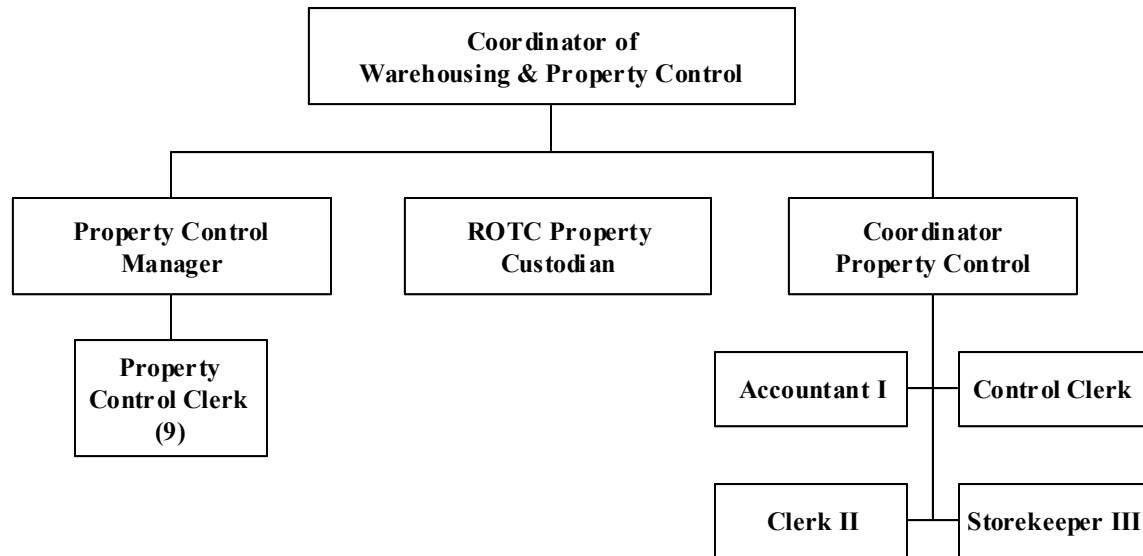 Coordinator of
Warehousing & Property Control
Property Control
Manager
ROTC Property
Custodian
Coordinator
Property Control
Property
Control Clerk
(9)
Accountant I
Control Clerk
Clerk II
Storekeeper III